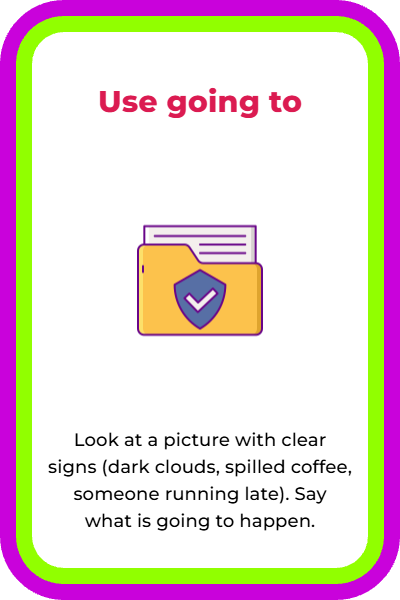 Use going to
Look at a picture with clear
signs (dark clouds, spilled coffee,
someone running late). Say
what is going to happen.